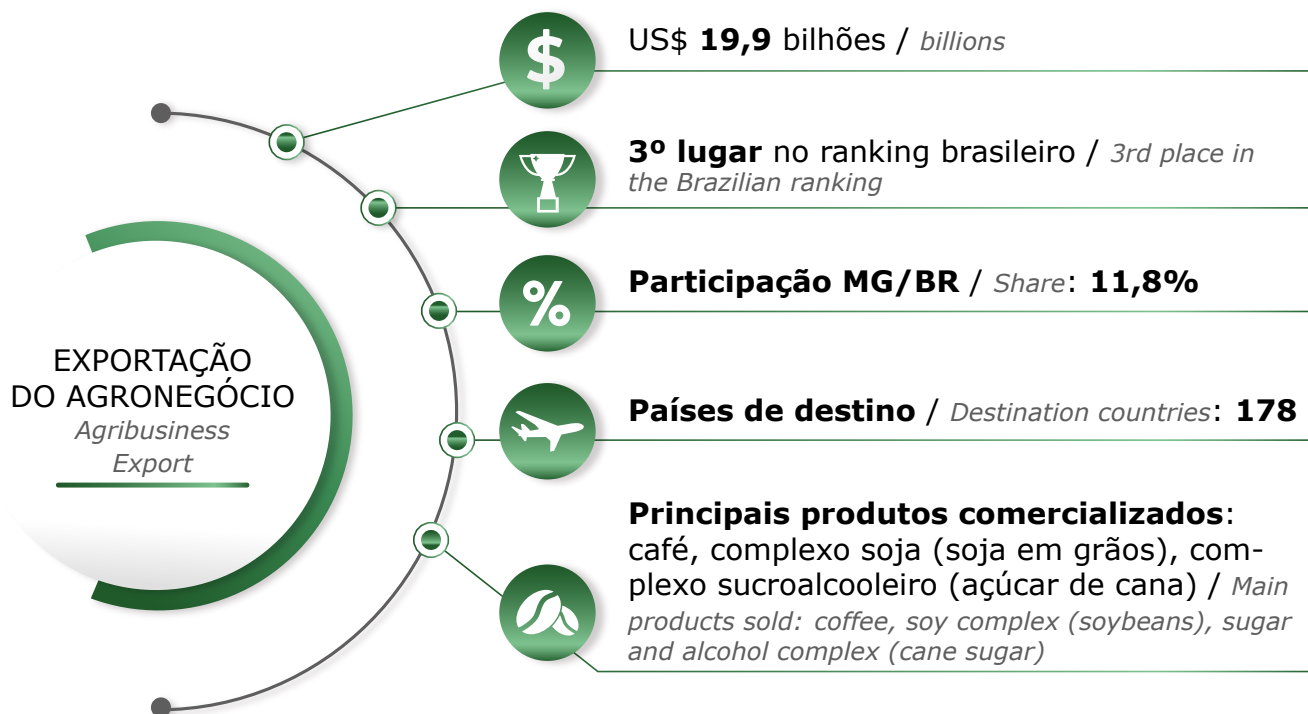 EXPORTAÇÃO
DO AGRONEGÓCIO
Agribusiness
Export
$
US$ 19,9 bilhões / billions
3º lugar no ranking brasileiro / 3rd place in
the Brazilian ranking
%
Participação MG/BR / Share: 11,8%
Países de destino / Destination countries: 178
Principais produtos comercializados:
café, complexo soja (soja em grãos), com-
plexo sucroalcooleiro (açúcar de cana) / Main
products sold: coffee, soy complex (soybeans), sugar
and alcohol complex (cane sugar)